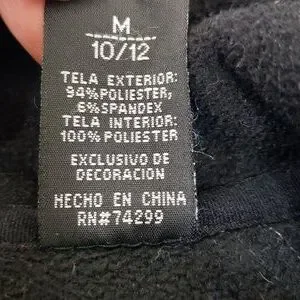 M
10/12
TELA EXTERIOR:
94%POLIESTER,
6%SPANDEX
TELA INTERIOR:
100%POLIESTER
EXCLUSIVO DE
DECORACION
HECHO EN CHINA
RN#74299